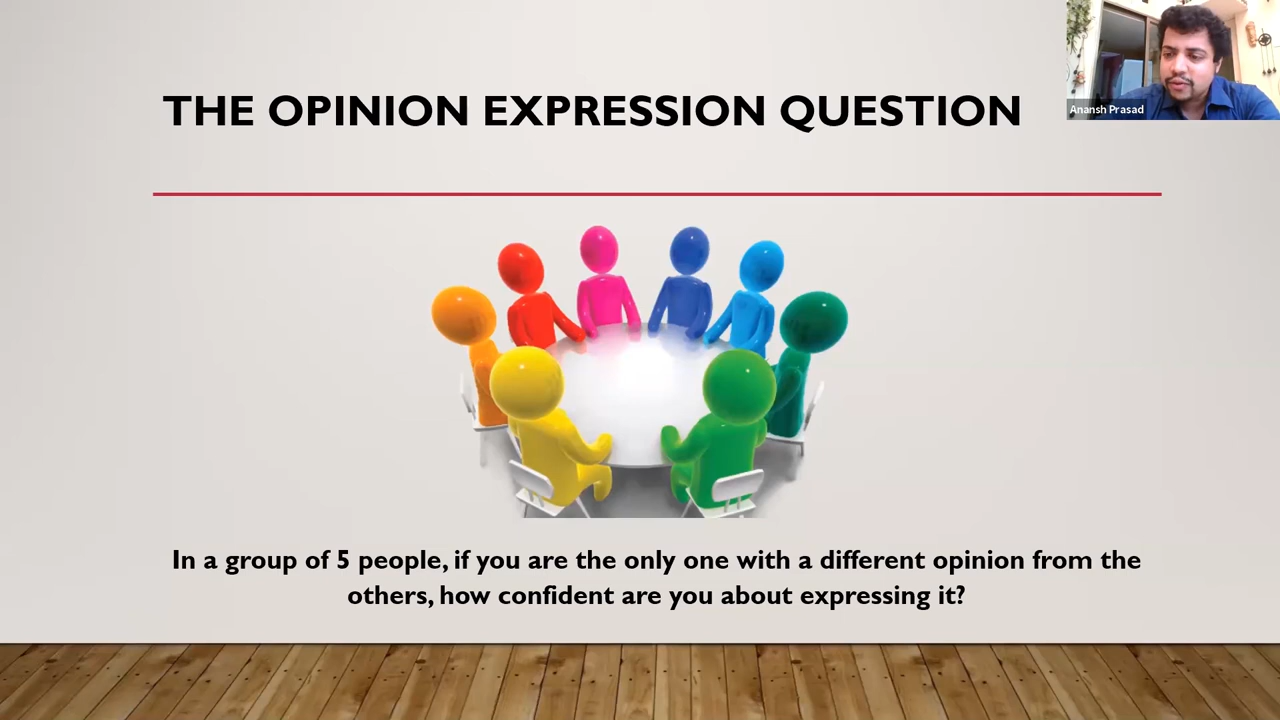 THE OPINION EXPRESSION QUESTION
Anansh Prasad
In a group of 5 people, if you are the only one with a different opinion from the
others, how confident are you about expressing it?